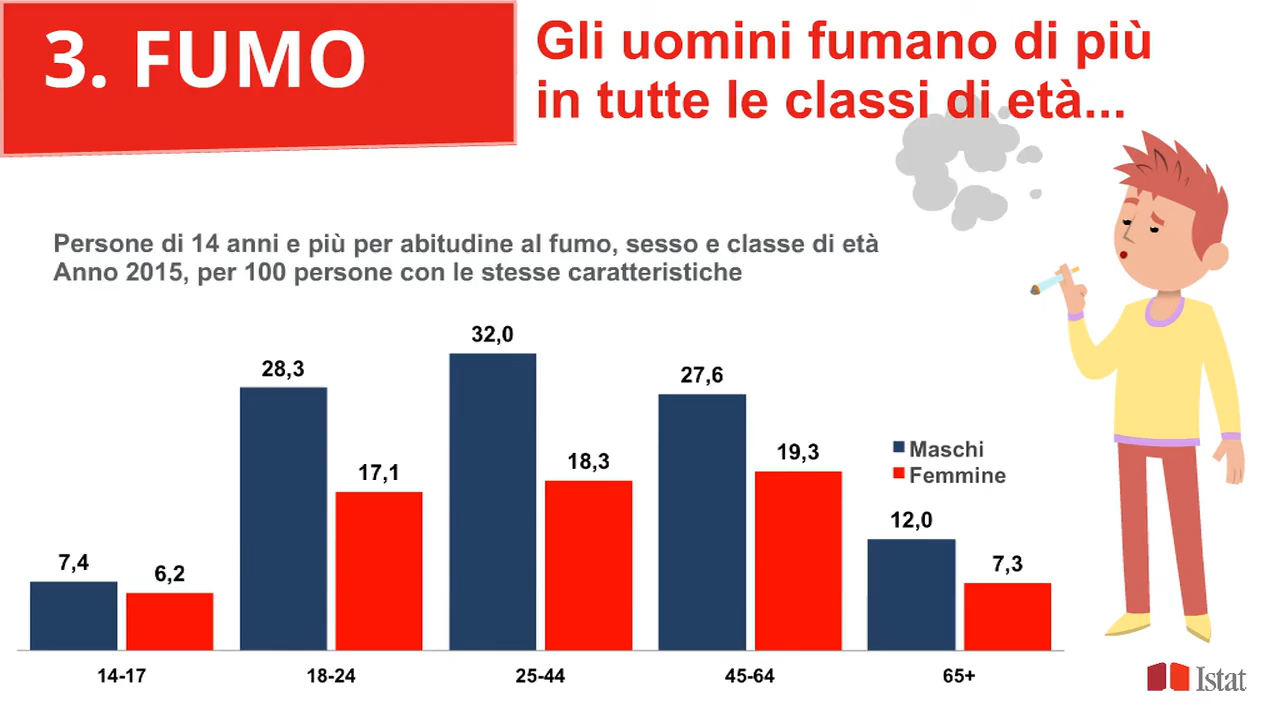 3. FUMO
Gli uomini fumano di più
in tutte le classi di età...
Persone di 14 anni e più per abitudine al fumo, sesso e classe di età
Anno 2015, per 100 persone con le stesse caratteristiche
7,4
6,2
28,3
17,1
32,0
18,3
27,6
19,3
12,0
7,3
Maschi
Femmine
14-17
18-24
25-44
45-64
65+
Istat